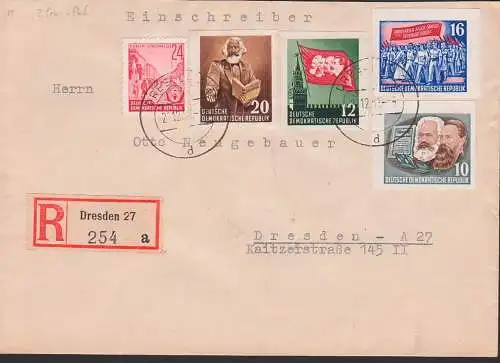 Einschreiber
Herrn
24
DEUTSCHE
DEMOKRATISCHE REPUBLIK
20
DEUTSCHE
DEMOKRATISCHE REPUBLIK
12
DEUTSCHE
DEMOKRATISCHE REPUBLIK
16
DEUTSCHE
DEMOKRATISCHE REPUBLIK
d
d
Otto Neugebauer
10
DEUTSCHE DEMOKRATISCHE REPUBLIK
R
Dresden 27
254 a
Dresden - A 27
Kaitzerstraße 145 II